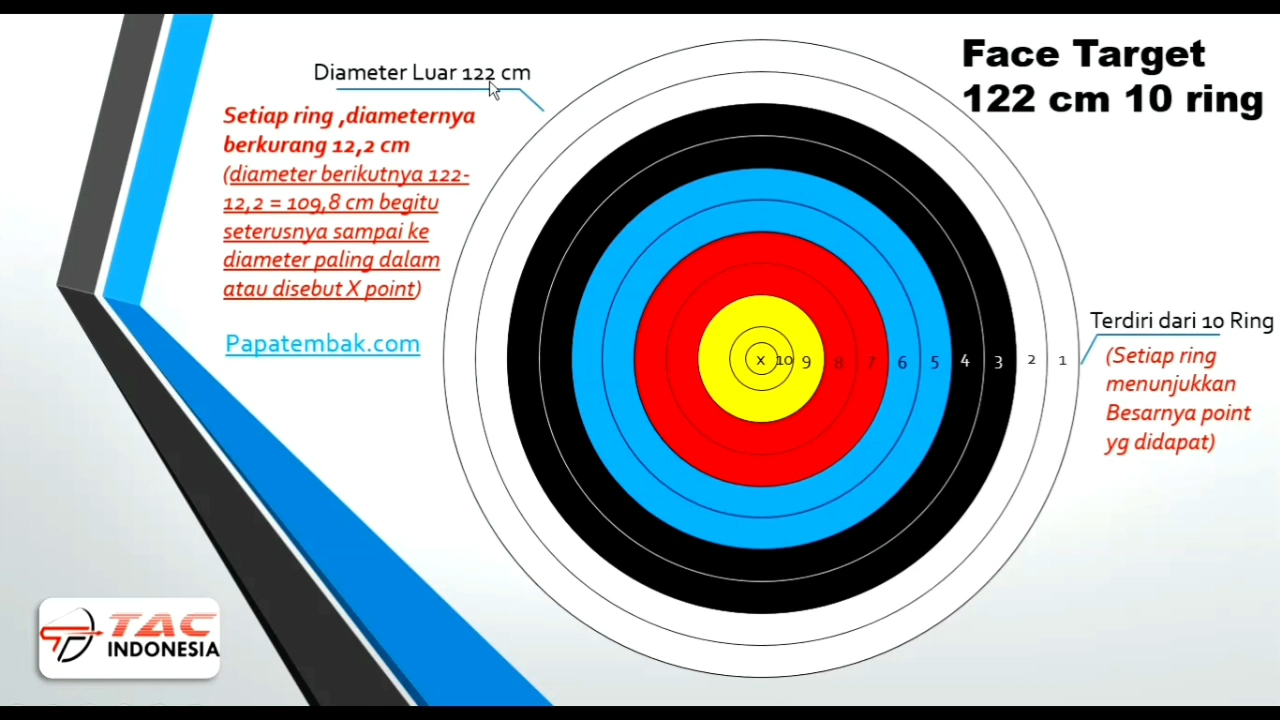 Face Target
122 cm 10 ring
Diameter Luar 122 cm
Setiap ring ,diameternya
berkurang 12,2 cm
(diameter berikutnya 122-
12,2 = 109,8 cm begitu
seterusnya sampai ke
diameter paling dalam
atau disebut X point)
Papatembak.com
x 10 9 8 7 6 5 4 3 2 1
Terdiri dari 10 Ring
(Setiap ring
menunjukkan
Besarnya point
yg didapat)
TAC
INDONESIA